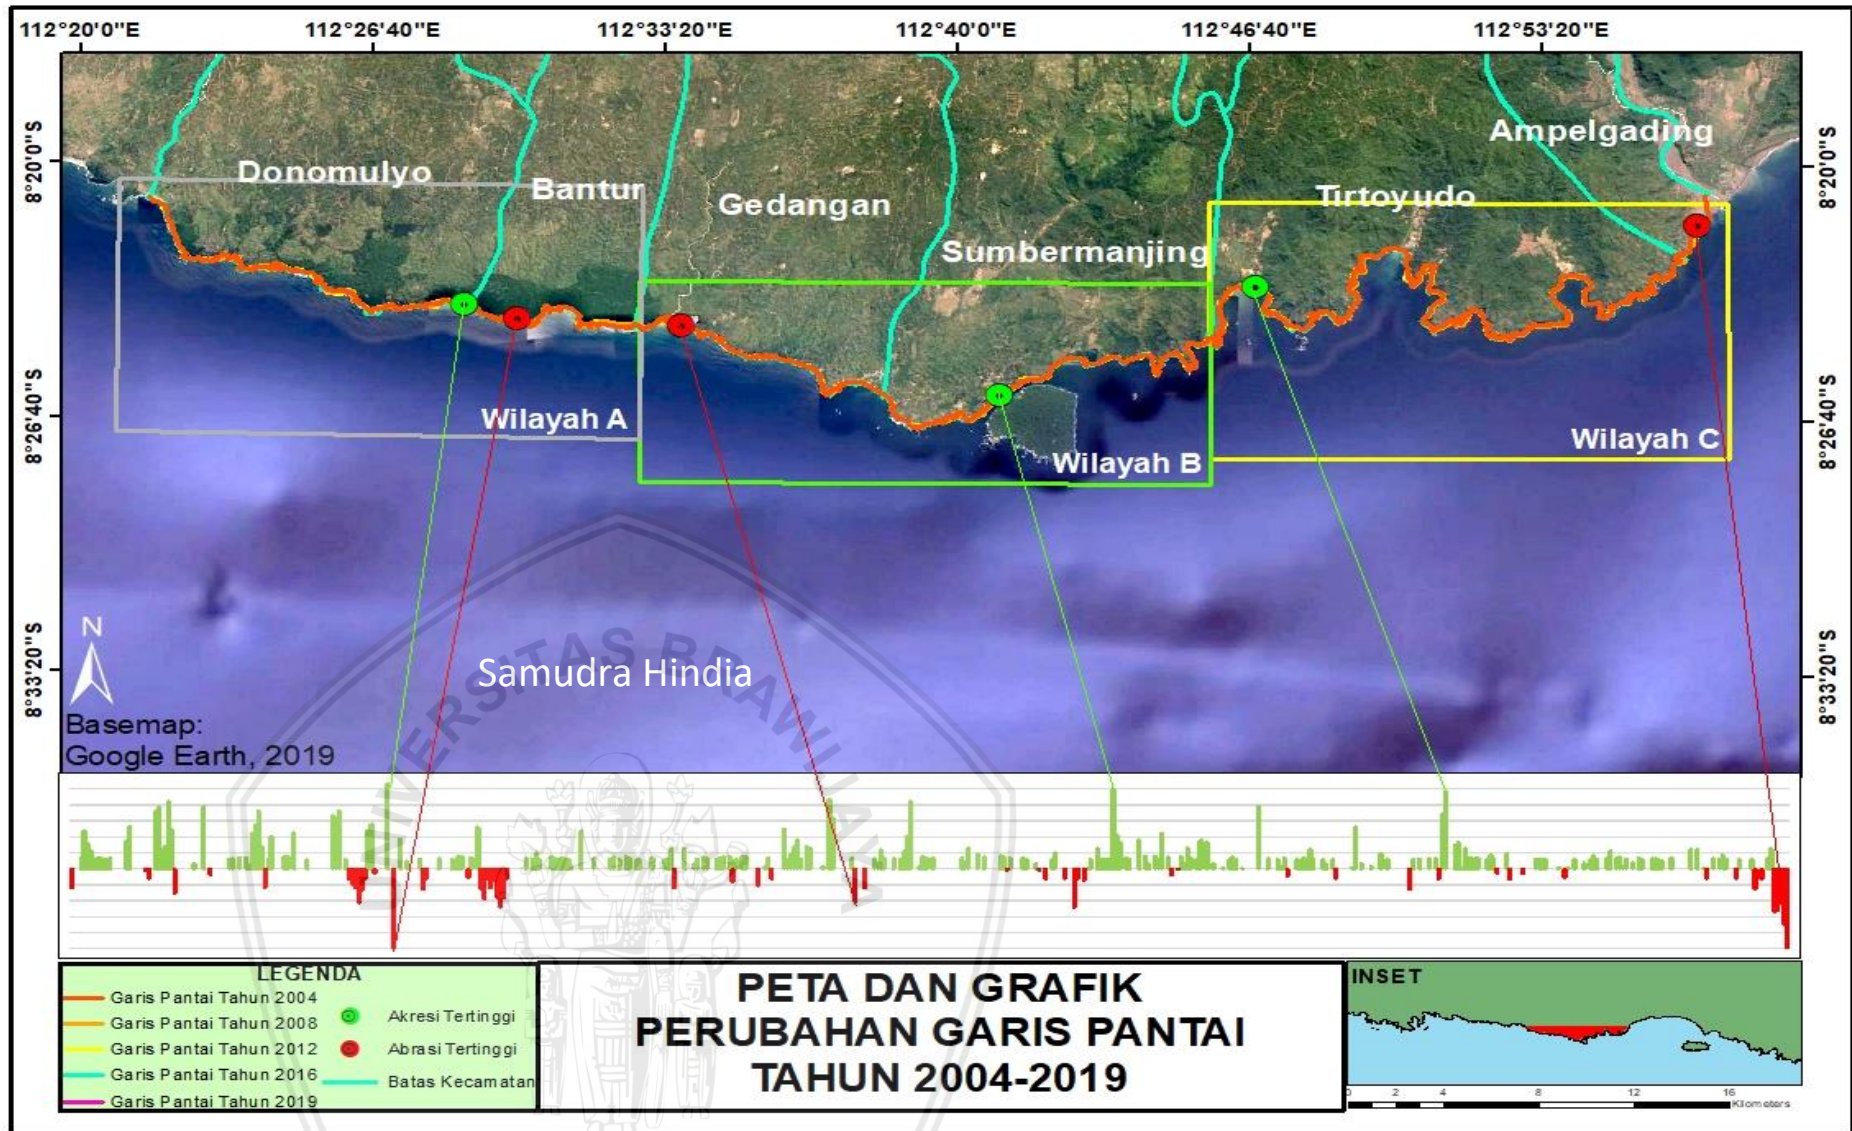 112°20'0"E 112°26'40"E 112°33'20"E 112°40'0"E 112°46'40"E 112°53'20"E
8°20'0"S
8°26'40"S
8°33'20"S
8°20'0"S
8°26'40"S
8°33'20"S
Ampelgading
Donomulyo
Bantur
Tirtoyudo
Gedangan
Sumbermanjing
Wilayah A
Wilayah B
Wilayah C
N
Samudra Hindia
UNIVERSITAS BRAWIJAYA
Basemap:
Google Earth, 2019
LEGENDA
Garis Pantai Tahun 2004
Garis Pantai Tahun 2008
Garis Pantai Tahun 2012
Garis Pantai Tahun 2016
Garis Pantai Tahun 2019
Akresi Tertinggi
Abrasi Tertinggi
Batas Kecamatan
PETA DAN GRAFIK
PERUBAHAN GARIS PANTAI
TAHUN 2004-2019
INSET
0 2 4 8 12 16
Kilometers